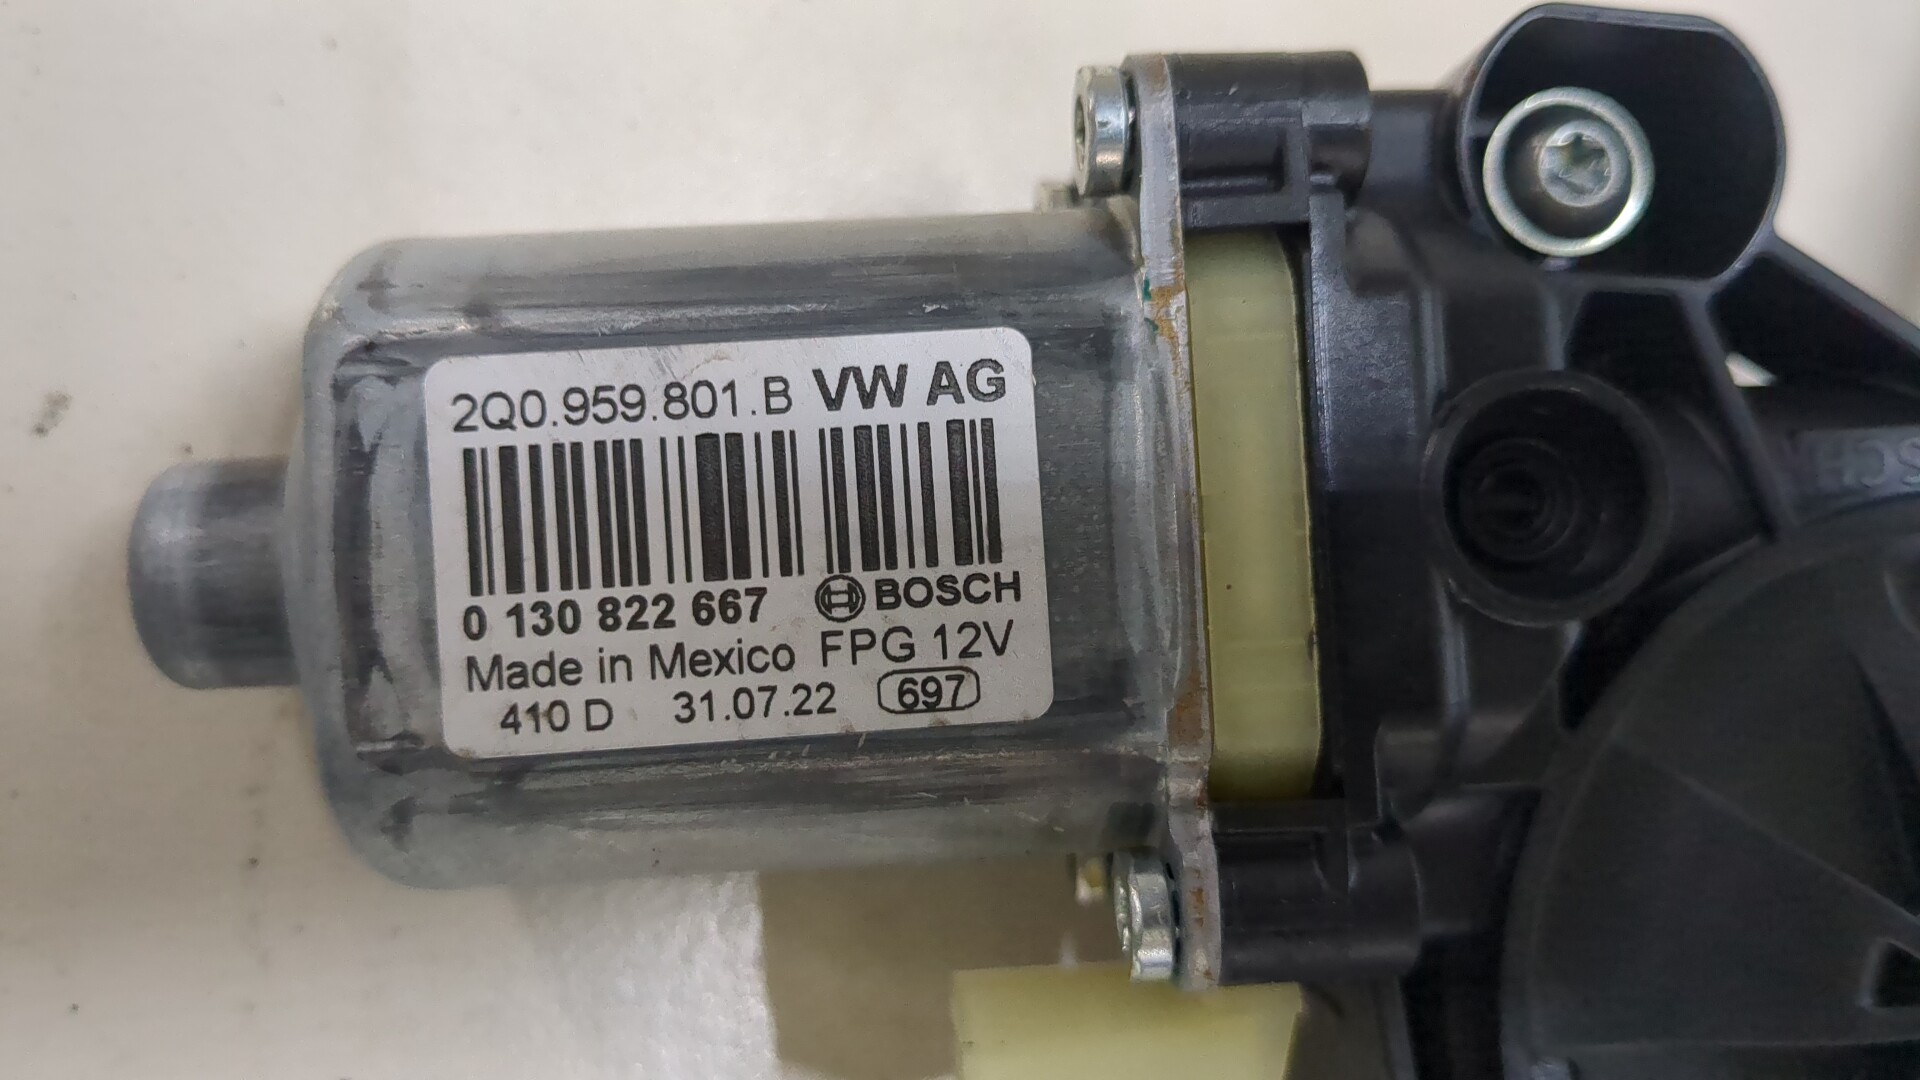 2Q0.959.801.B VW AG
0 130 822 667 BOSCH
Made in Mexico FPG 12V
410 D 31.07.22 697